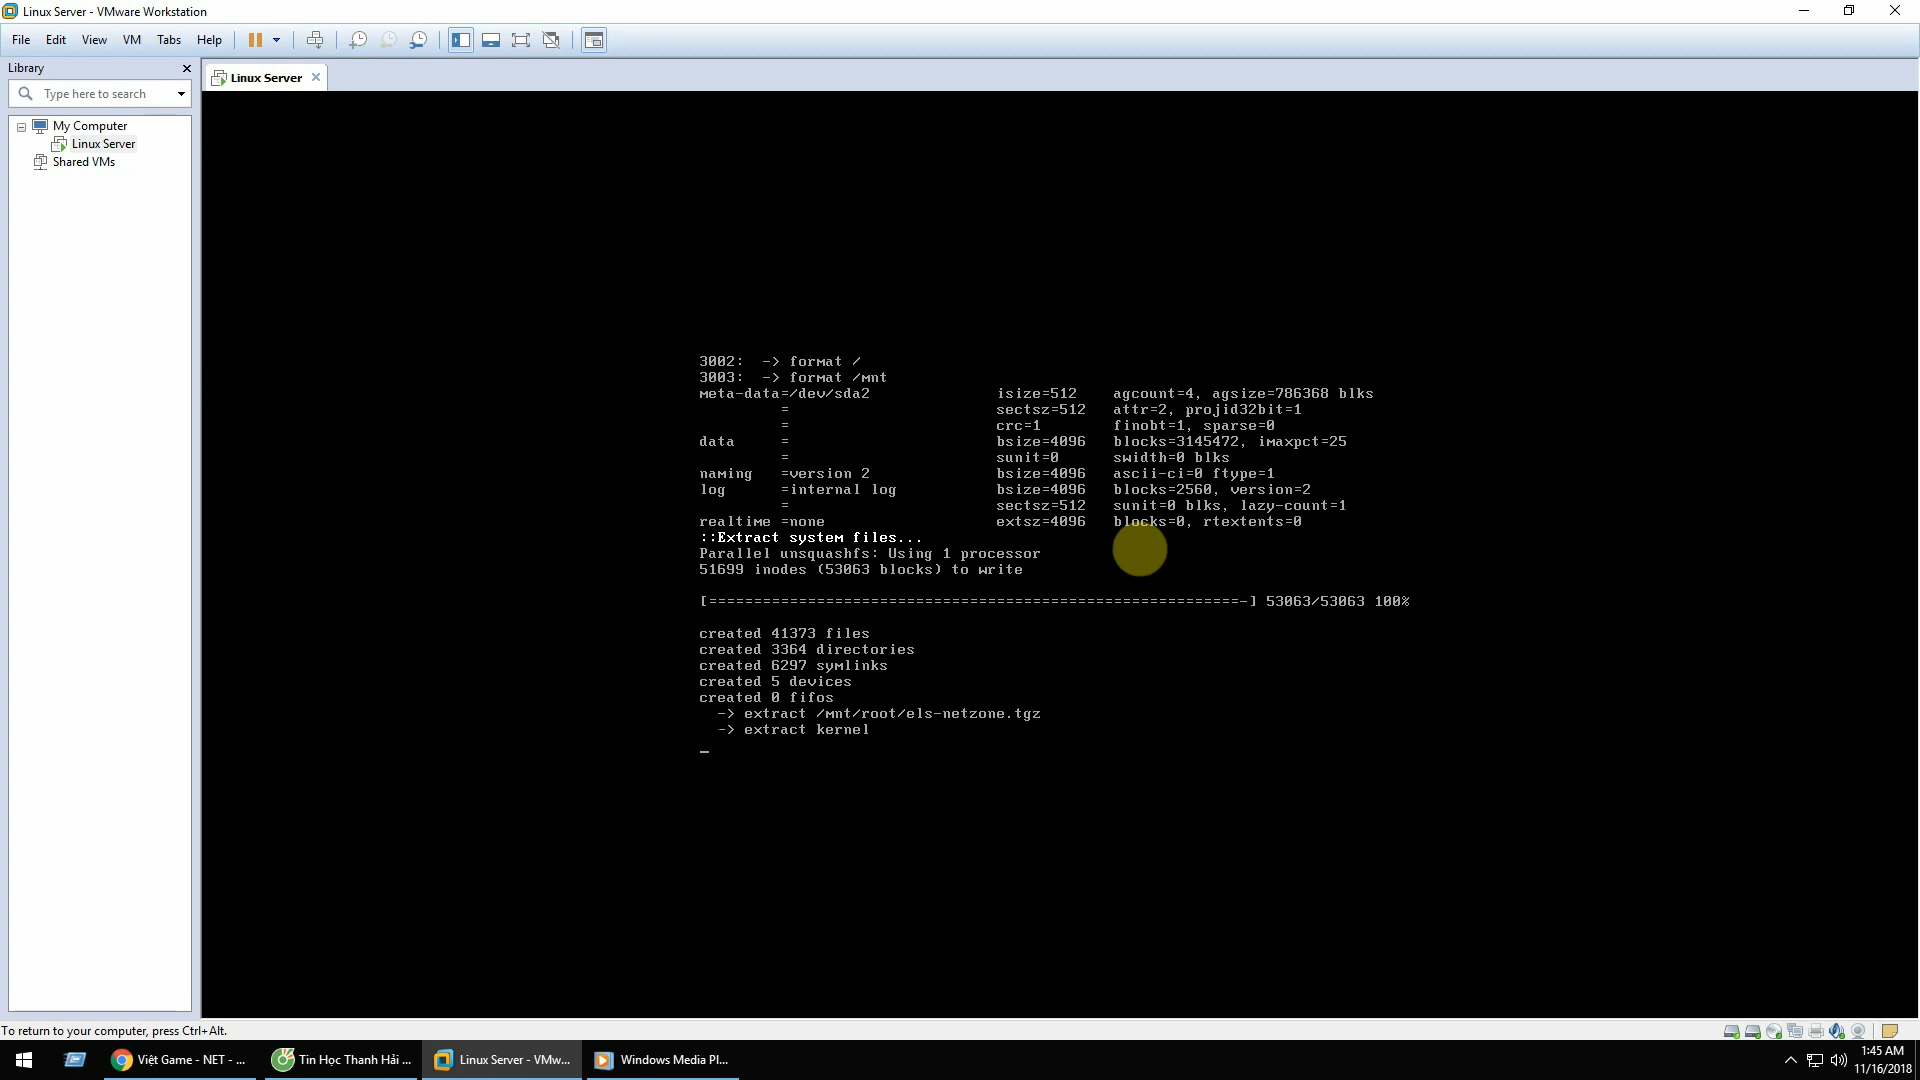 Linux Server - VMware Workstation
File Edit View VM Tabs Help
Library
Type here to search
My Computer
Linux Server
Shared VMs
Linux Server
3002:  -> format /
3003:  -> format /mnt
meta-data=/dev/sda2              isize=512    agcount=4, agsize=786368 blks
         =                       sectsz=512   attr=2, projid32bit=1
         =                       crc=1        finobt=1, sparse=0
data     =                       bsize=4096   blocks=3145472, imaxpct=25
         =                       sunit=0      swidth=0 blks
naming   =version 2              bsize=4096   ascii-ci=0 ftype=1
log      =internal log           bsize=4096   blocks=2560, version=2
         =                       sectsz=512   sunit=0 blks, lazy-count=1
realtime =none                   extsz=4096   blocks=0, rtextents=0
::Extract system files...
Parallel unsquashfs: Using 1 processor
51699 inodes (53063 blocks) to write
[===========================================================-] 53063/53063 100%
created 41373 files
created 3364 directories
created 6297 symlinks
created 5 devices
created 0 fifos
  -> extract /mnt/root/els-netzone.tgz
  -> extract kernel
_
To return to your computer, press Ctrl+Alt.
Việt Game - NET - ...
Tin Học Thanh Hải ...
Linux Server - VMw...
Windows Media Pl...
1:45 AM
11/16/2018